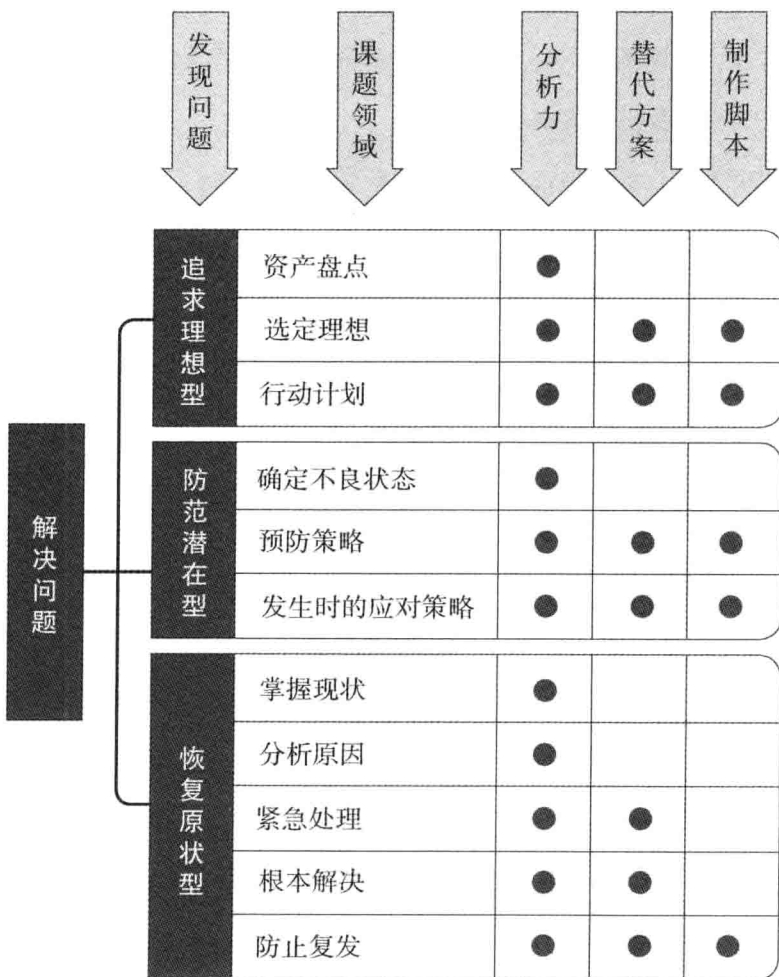 发现问题
课题领域
分析力
替代方案
制作脚本
解决问题
追求理想型
资产盘点
选定理想
行动计划
防范潜在型
确定不良状态
预防策略
发生时的应对策略
恢复原状型
掌握现状
分析原因
紧急处理
根本解决
防止复发